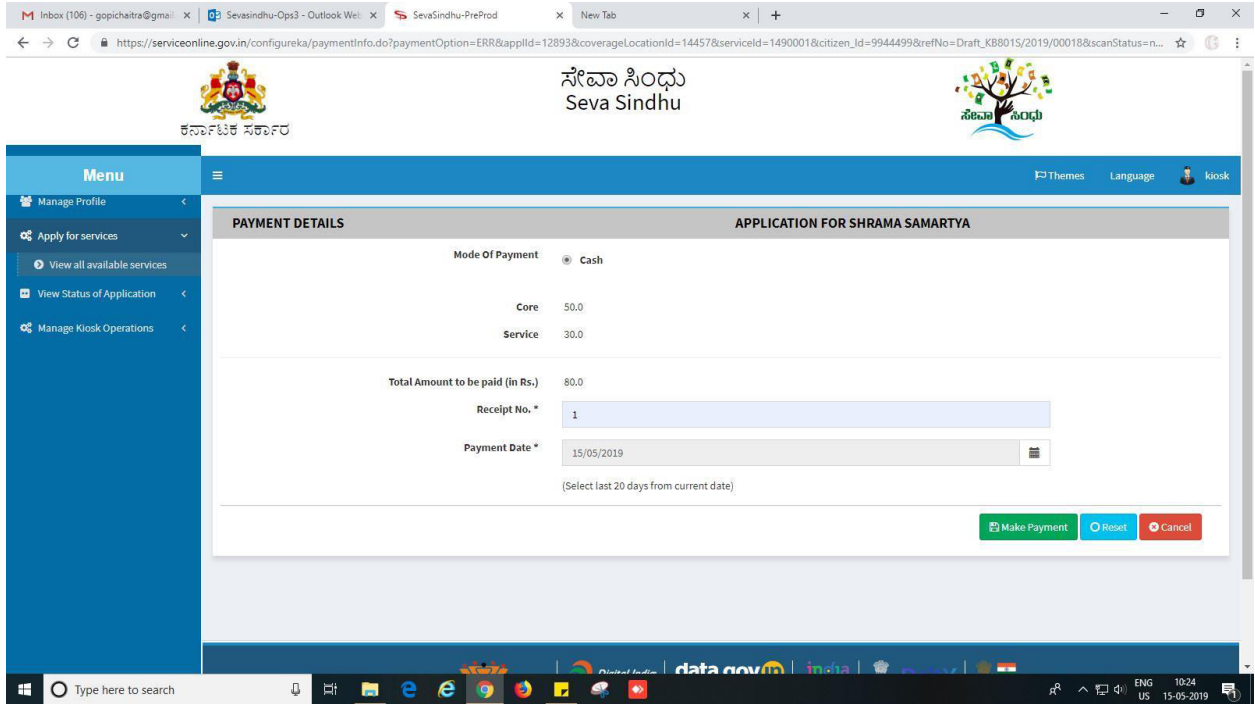 Inbox (106) - gopichaitra@gmail
Sevasindhu-Ops3 - Outlook Web
SevaSindhu-PreProd
New Tab
https://serviceonline.gov.in/configureka/paymentInfo.do?paymentOption=ERR&applId=12893&coverageLocationId=14457&serviceId=1490001&citizen_Id=9944499&refNo=Draft_KB801S/2019/00018&scanStatus=n...
ಕರ್ನಾಟಕ ಸರ್ಕಾರ
ಸೇವಾ ಸಿಂಧು
Seva Sindhu
ಸೇವಾ ಸಿಂಧು
Menu
Themes Language kiosk
Manage Profile
Apply for services
View all available services
View Status of Application
Manage Kiosk Operations
PAYMENT DETAILS APPLICATION FOR SHRAMA SAMARTYA
Mode Of Payment Cash
Core 50.0
Service 30.0
Total Amount to be paid (in Rs.) 80.0
Receipt No. * 1
Payment Date * 15/05/2019
(Select last 20 days from current date)
Make Payment Reset Cancel
Digital India data.gov.in india
Type here to search
ENG
US
10:24
15-05-2019